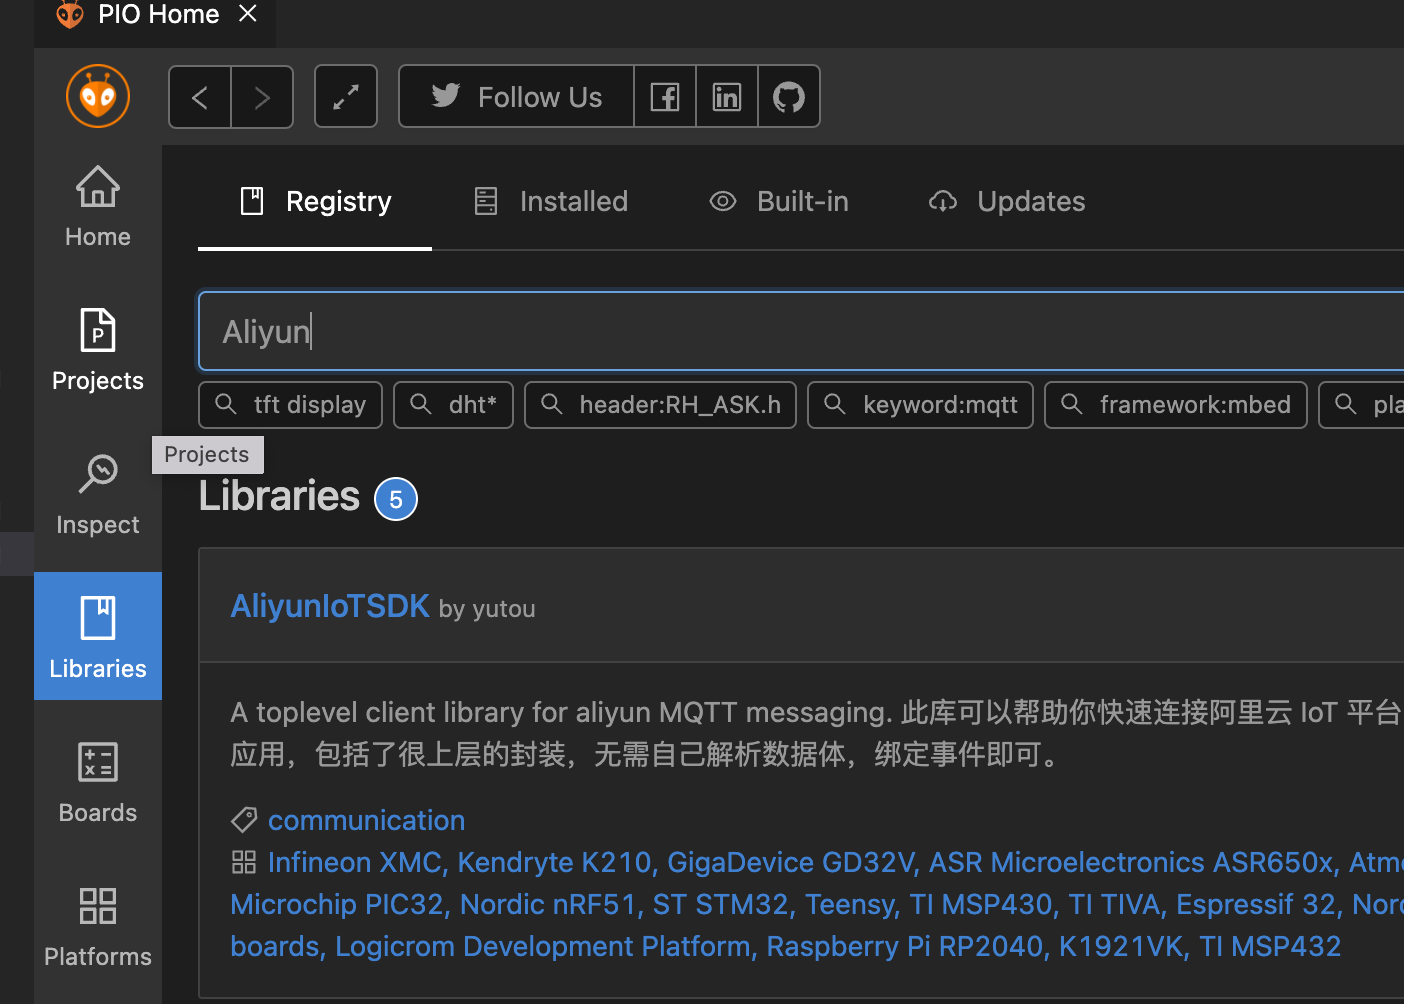 PIO Home
Follow Us
Home
Projects
Inspect
Libraries
Boards
Platforms
Registry
Installed
Built-in
Updates
Aliyun
tft display
dht*
header:RH_ASK.h
keyword:mqtt
framework:mbed
Projects
Libraries 5
AliyunIoTSDK by yutou
A toplevel client library for aliyun MQTT messaging. 此库可以帮助你快速连接阿里云 IoT 平台
应用，包括了很上层的封装，无需自己解析数据体，绑定事件即可。
communication
Infineon XMC, Kendryte K210, GigaDevice GD32V, ASR Microelectronics ASR650x,
Microchip PIC32, Nordic nRF51, ST STM32, Teensy, TI MSP430, TI TIVA, Espressif 32,
boards, Logicrom Development Platform, Raspberry Pi RP2040, K1921VK, TI MSP432